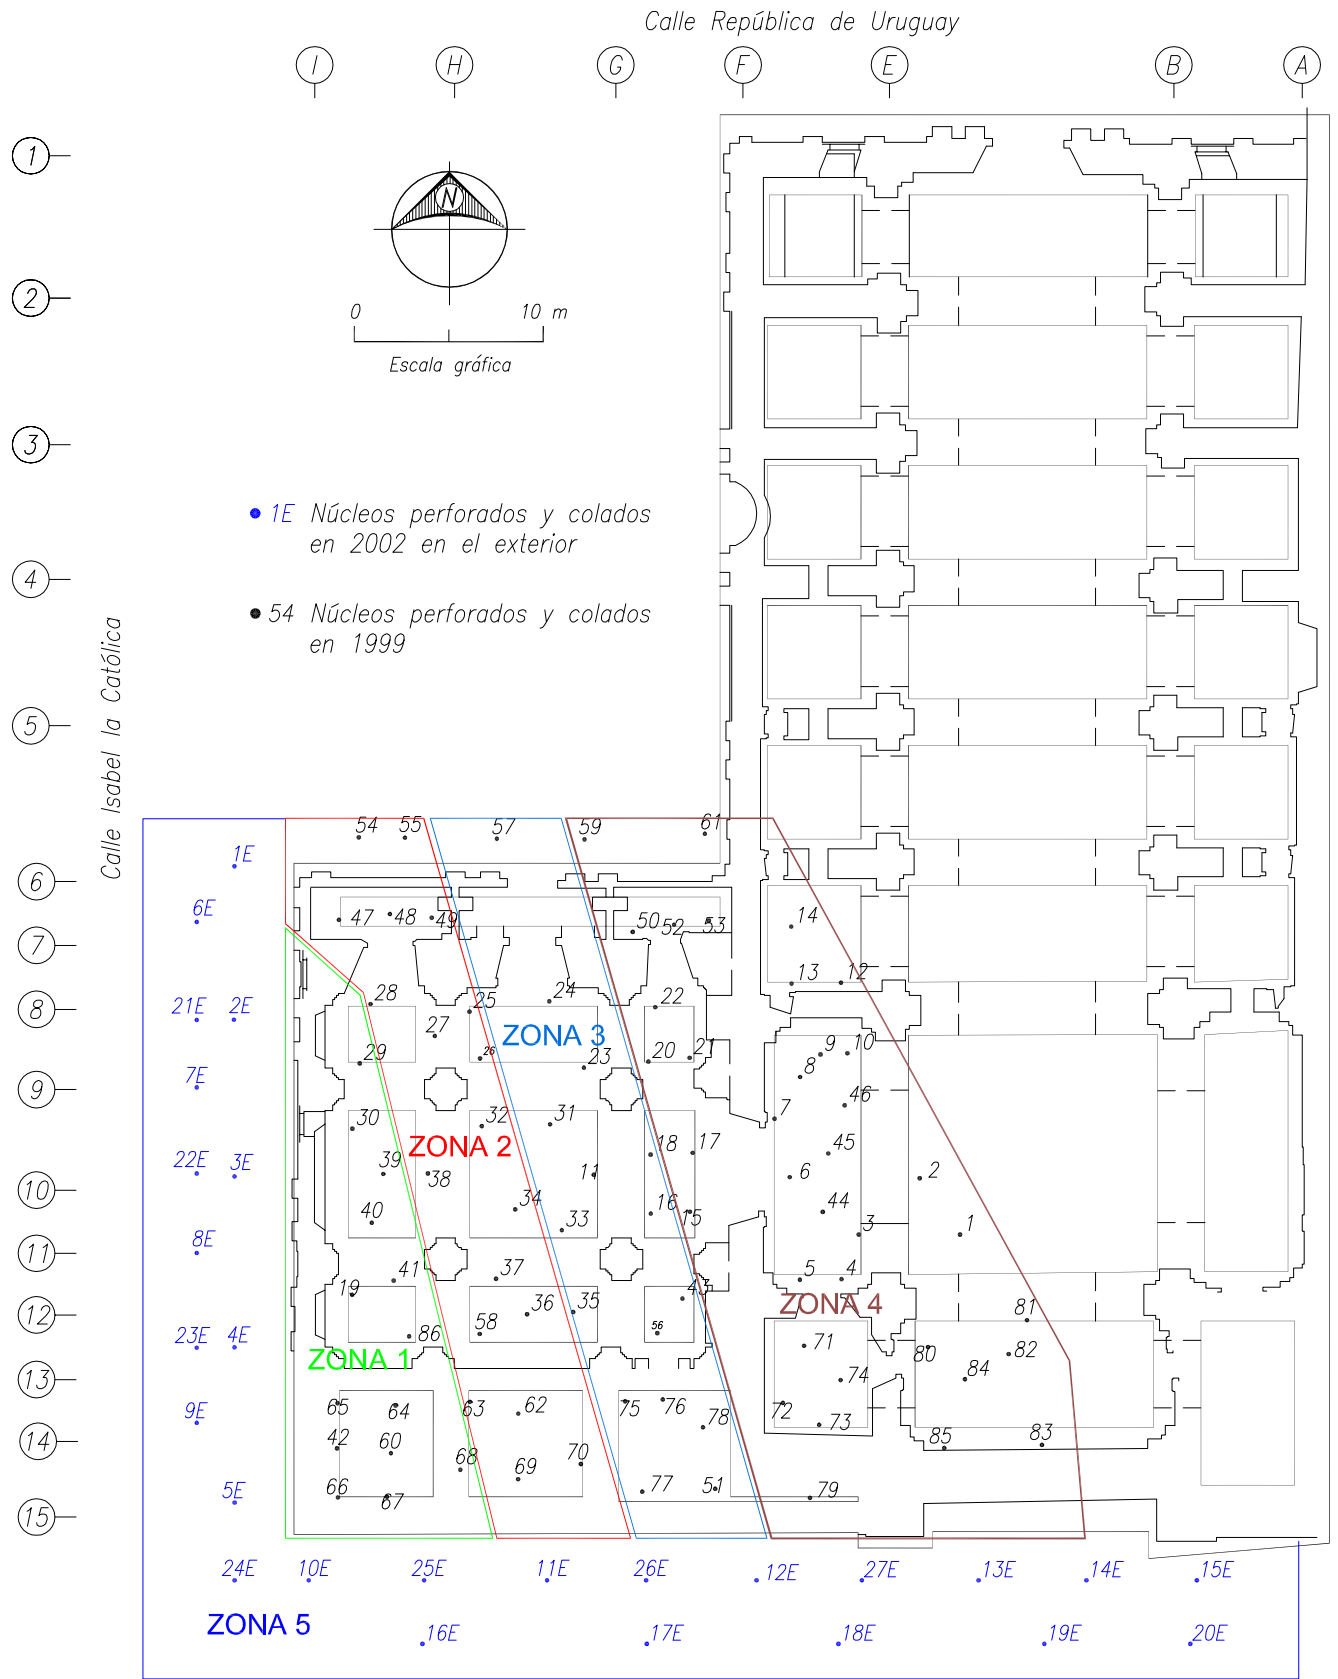 Calle República de Uruguay
I H G F E B A
1
N
2
0 10 m
Escala gráfica
3
1E Núcleos perforados y colados
en 2002 en el exterior
4
54 Núcleos perforados y colados
en 1999
Calle Isabel la Católica
5
54 55 57 59 61
1E
6
6E
47 48 49 50 52 53 14
7
13 12
28 25 24 22
8
21E 2E
27
ZONA 3
29 26 23 20 21 9 10
8
7E
9
7 46
30 32 31
ZONA 2
18 17 45
22E 3E
39 38 11 6 2
10
34 16 15 44
40 33 3 1
8E
11
41 37 5 4
19 36 35 43
ZONA 4
81
12
86 58 56
23E 4E
71 80 82
ZONA 1
13
74 84
65 64 63 62 75 76 72
9E
78 73
14
42 60 85 83
68 69 70
66 67 77 51 79
5E
15
24E 10E 25E 11E 26E 12E 27E 13E 14E 15E
ZONA 5
16E 17E 18E 19E 20E